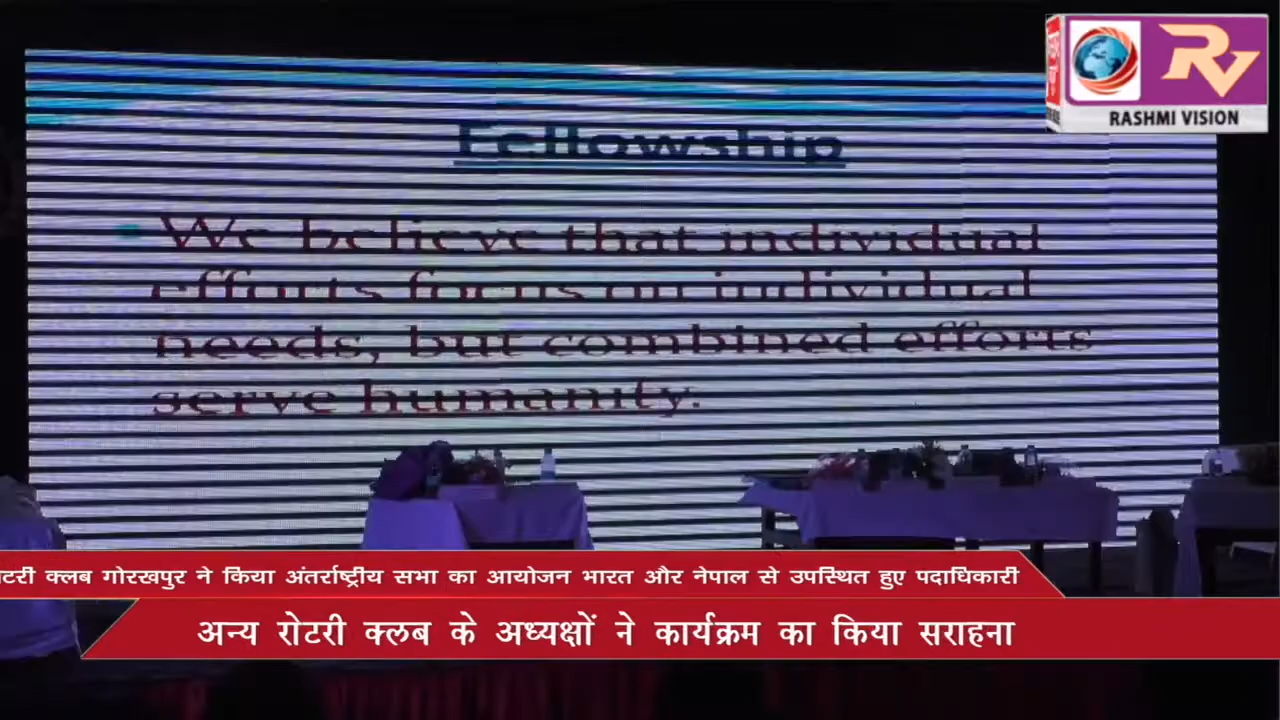 RV
RASHMI VISION
Fellowship
We believe that individual
efforts focus on individual
needs, but combined efforts
serve humanity.
क्लब गोरखपुर ने किया अंतर्राष्ट्रीय सभा का आयोजन भारत और नेपाल से उपस्थित हुए पदाधिकारी
अन्य रोटरी क्लब के अध्यक्षों ने कार्यक्रम का किया सराहना